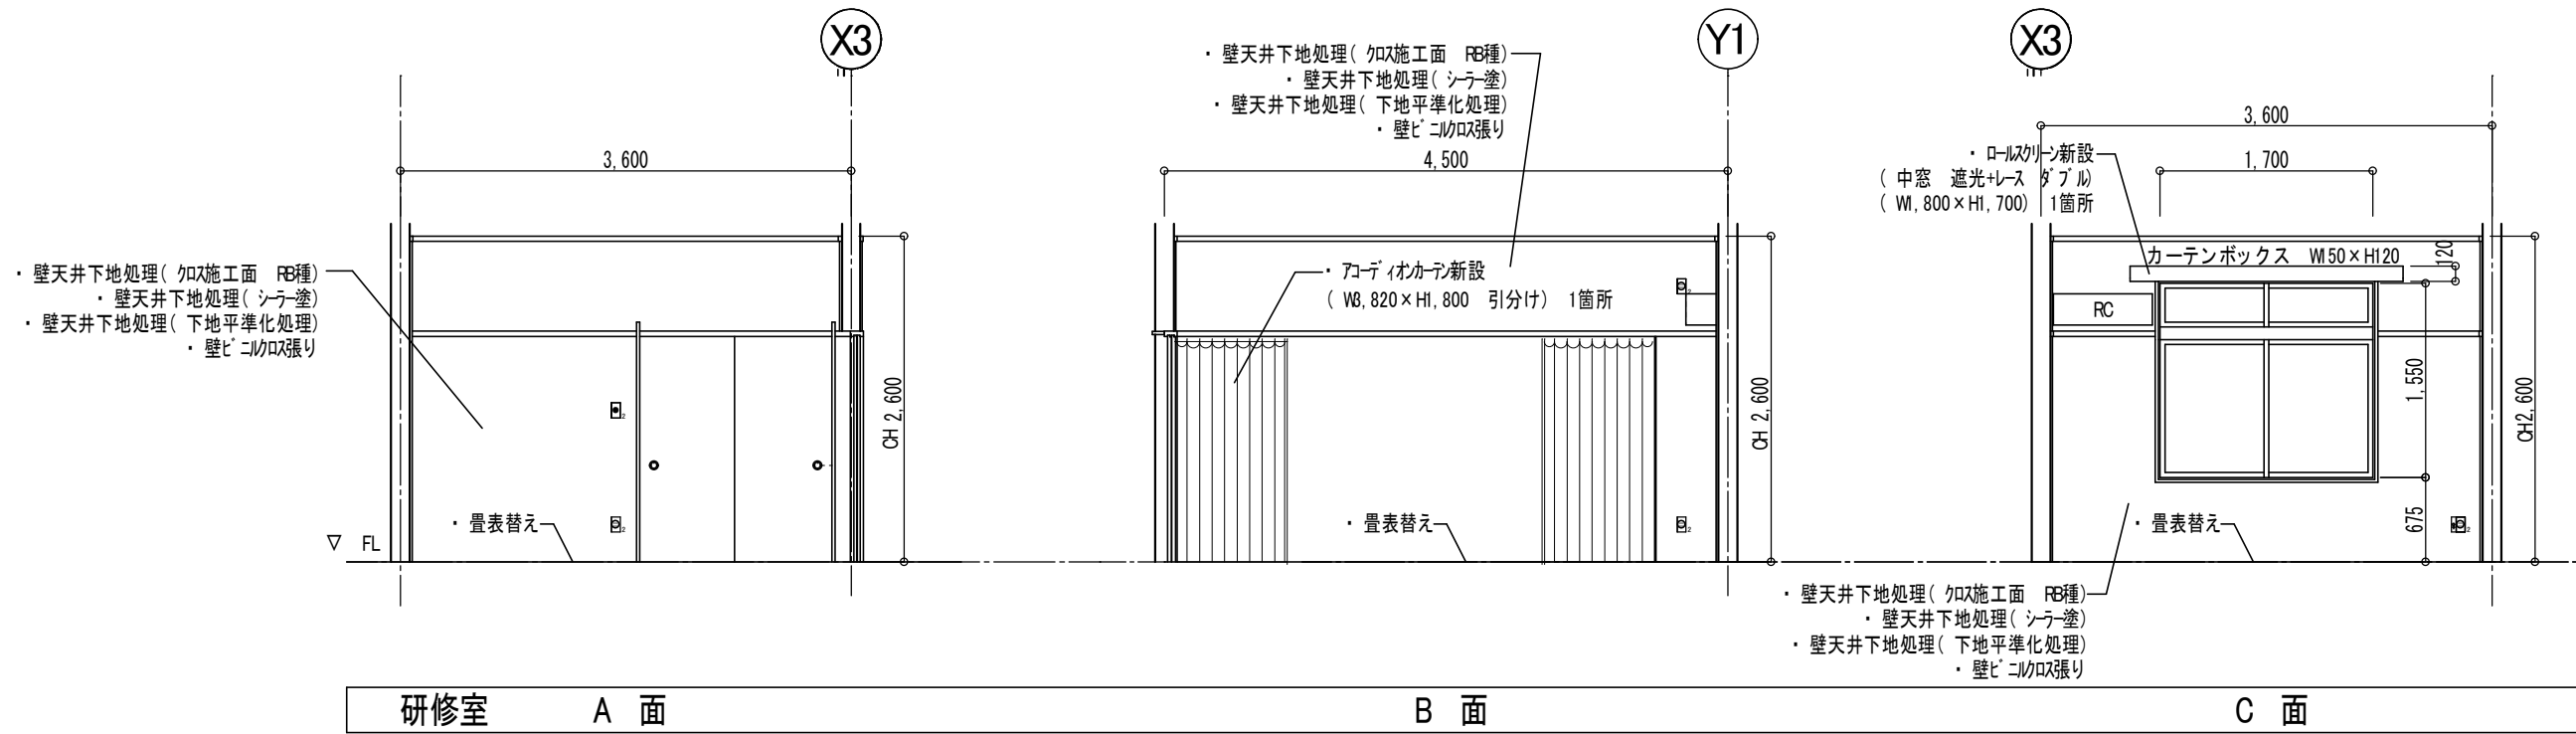 X3
Y1
X3
・壁天井下地処理( クロス施工面 RB種)
・壁天井下地処理( シーラー塗)
・壁天井下地処理( 下地平準化処理)
・壁ビニルクロス張り
3,600
4,500
3,600
・ロールスクリーン新設
( 中窓 遮光+レース ダブル)
( W1,800×H1,700) 1箇所
1,700
・壁天井下地処理( クロス施工面 RB種)
・壁天井下地処理( シーラー塗)
・壁天井下地処理( 下地平準化処理)
・壁ビニルクロス張り
・アコーディオンカーテン新設
( W3,820×H1,800 引分け) 1箇所
カーテンボックス W150×H120
120
RC
CH 2,600
CH 2,600
1,550
CH2,600
2
2
2
2
2
675
・畳表替え
・畳表替え
・畳表替え
▽ FL
・壁天井下地処理( クロス施工面 RB種)
・壁天井下地処理( シーラー塗)
・壁天井下地処理( 下地平準化処理)
・壁ビニルクロス張り
研修室 A 面
B 面
C 面